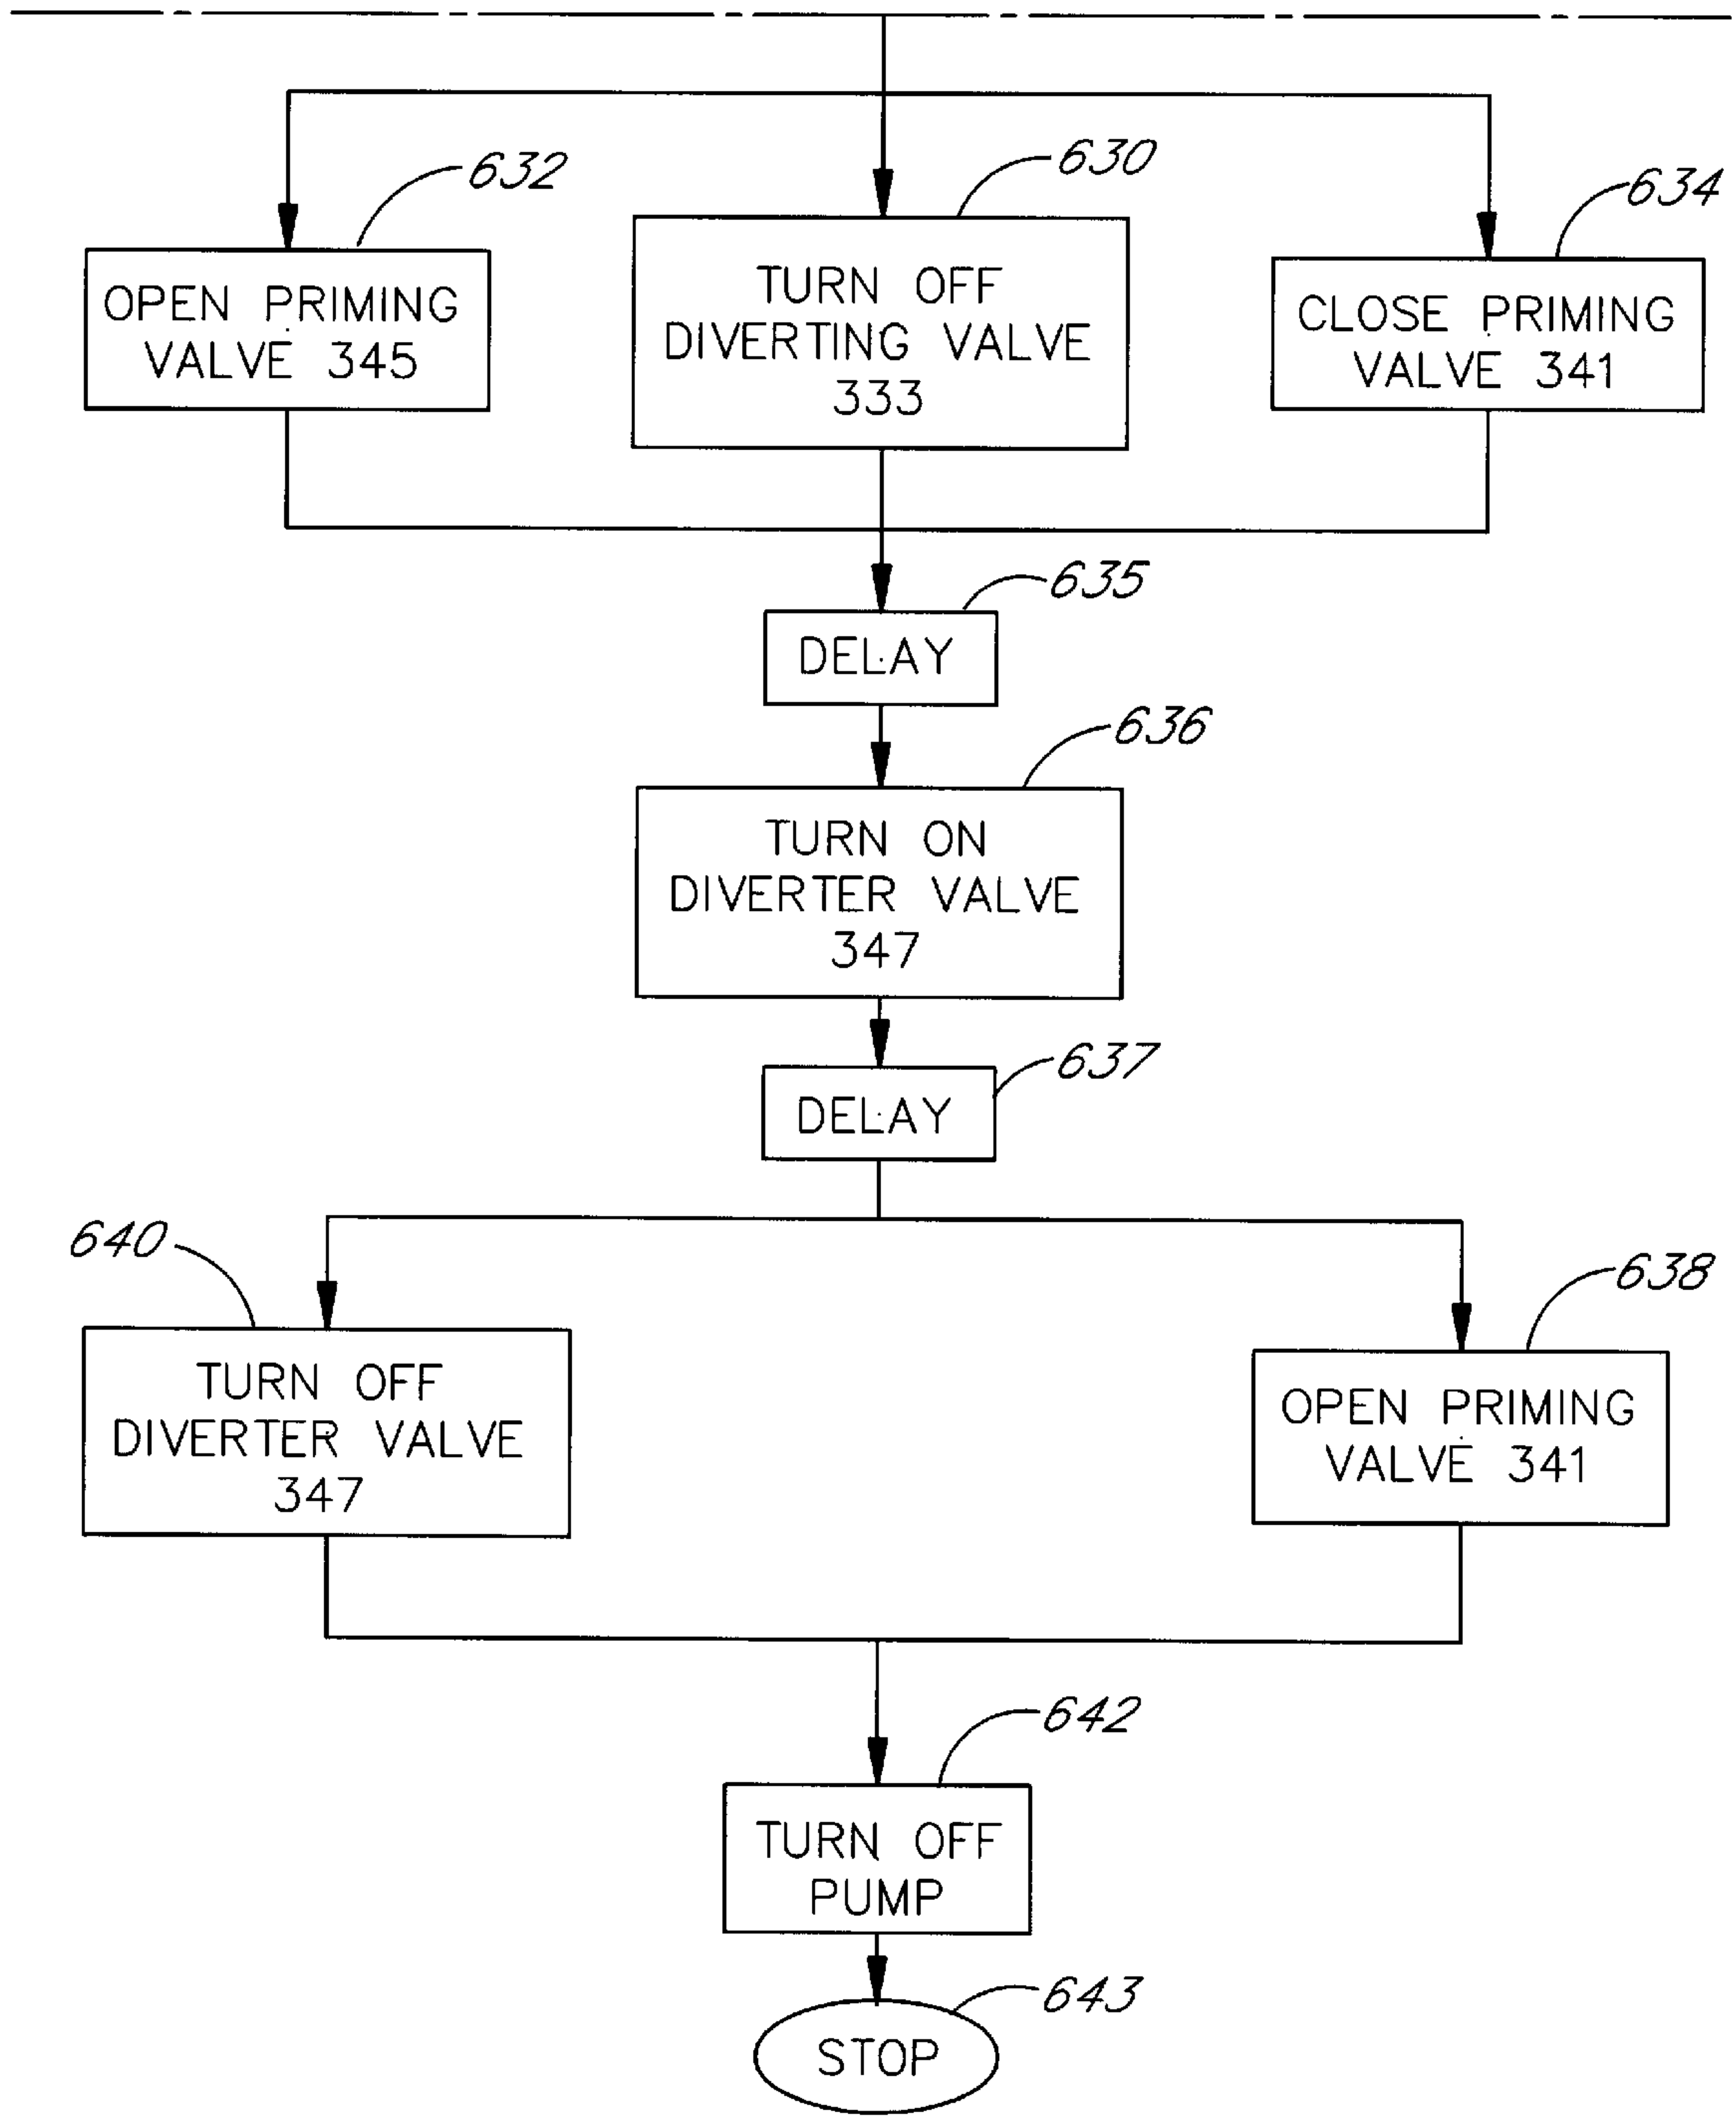 632
630
634
OPEN PRIMING
VALVE 345
TURN OFF
DIVERTING VALVE
333
CLOSE PRIMING
VALVE 341
635
DELAY
636
TURN ON
DIVERTER VALVE
347
637
DELAY
640
638
TURN OFF
DIVERTER VALVE
347
OPEN PRIMING
VALVE 341
642
TURN OFF
PUMP
643
STOP